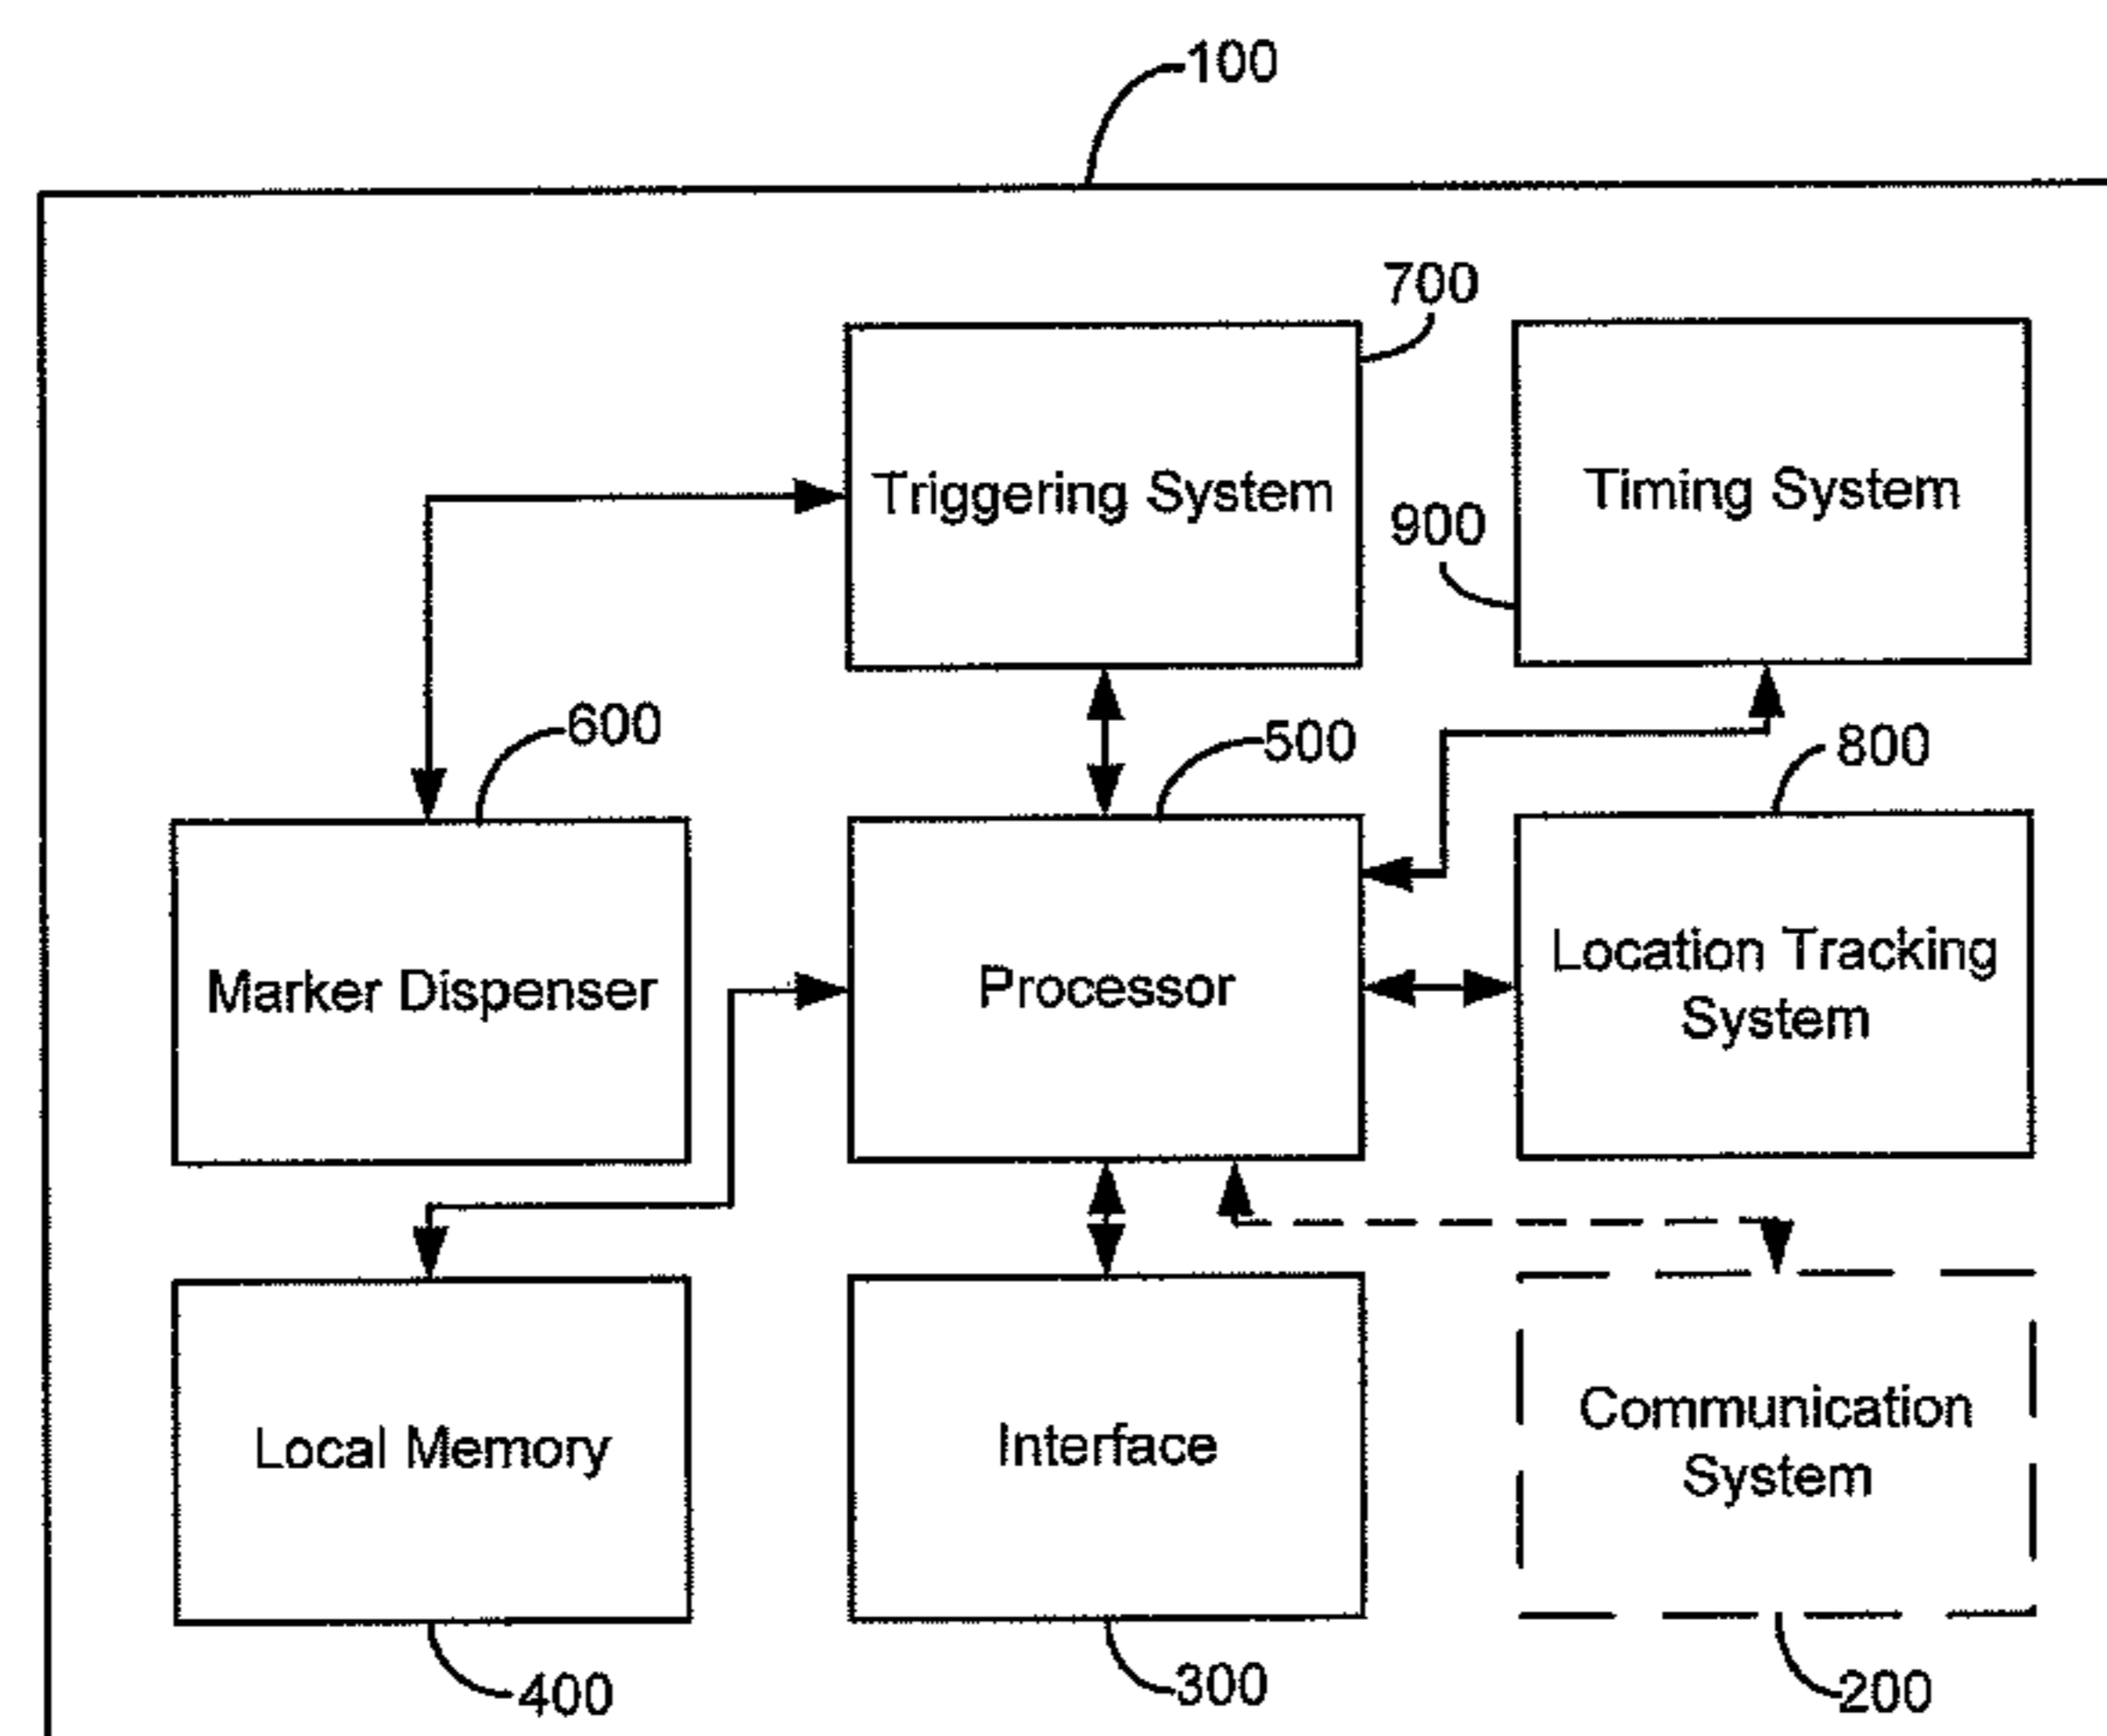 100
700
Triggering System
Timing System
900
600
500
800
Marker Dispenser
Processor
Location Tracking
System
Local Memory
Interface
Communication
System
400
300
200